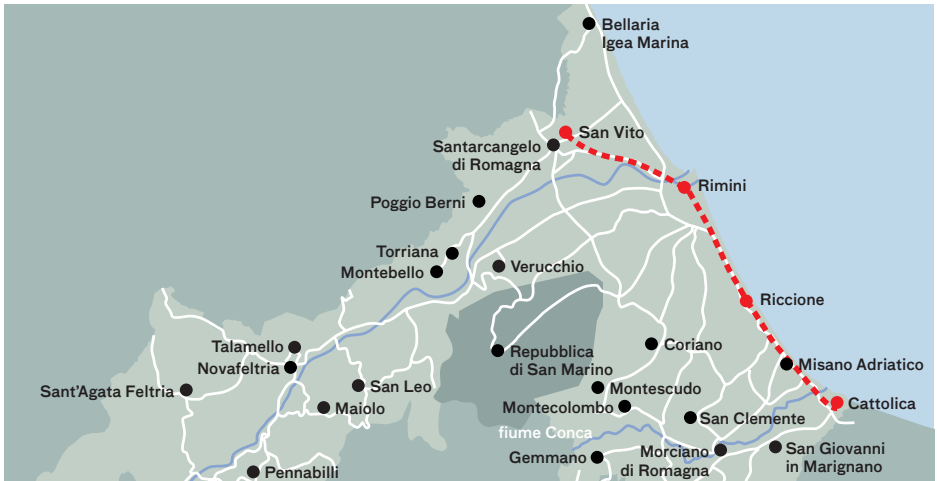 Bellaria
Igea Marina
San Vito
Santarcangelo
di Romagna
Rimini
Poggio Berni
Torriana
Montebello
Verucchio
Riccione
Talamello
Novafeltria
Repubblica
di San Marino
Coriano
Misano Adriatico
Sant'Agata Feltria
San Leo
Maiolo
Montescudo
Montecolombo
Cattolica
San Clemente
fiume Conca
Gemmano
Morciano
di Romagna
San Giovanni
in Marignano
Pennabilli